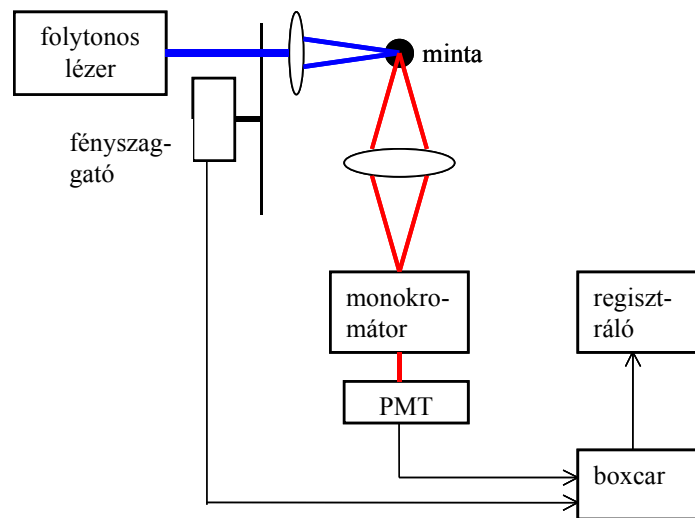 folytonos
lézer
minta
fényszag-
gató
monokro-
mátor
regiszt-
ráló
PMT
boxcar